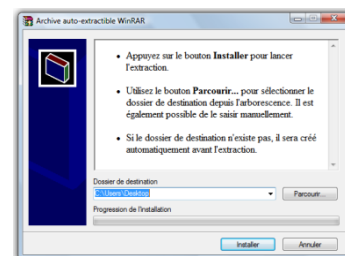 Archive auto-extractible WinRAR
• Appuyez sur le bouton Installer pour lancer
l'extraction.
• Utilisez le bouton Parcourir... pour sélectionner le
dossier de destination depuis l'arborescence. Il est
également possible de le saisir manuellement.
• Si le dossier de destination n'existe pas, il sera créé
automatiquement avant l'extraction.
Dossier de destination
C:\Users\Desktop
Parcourir...
Progression de l'installation
Installer
Annuler